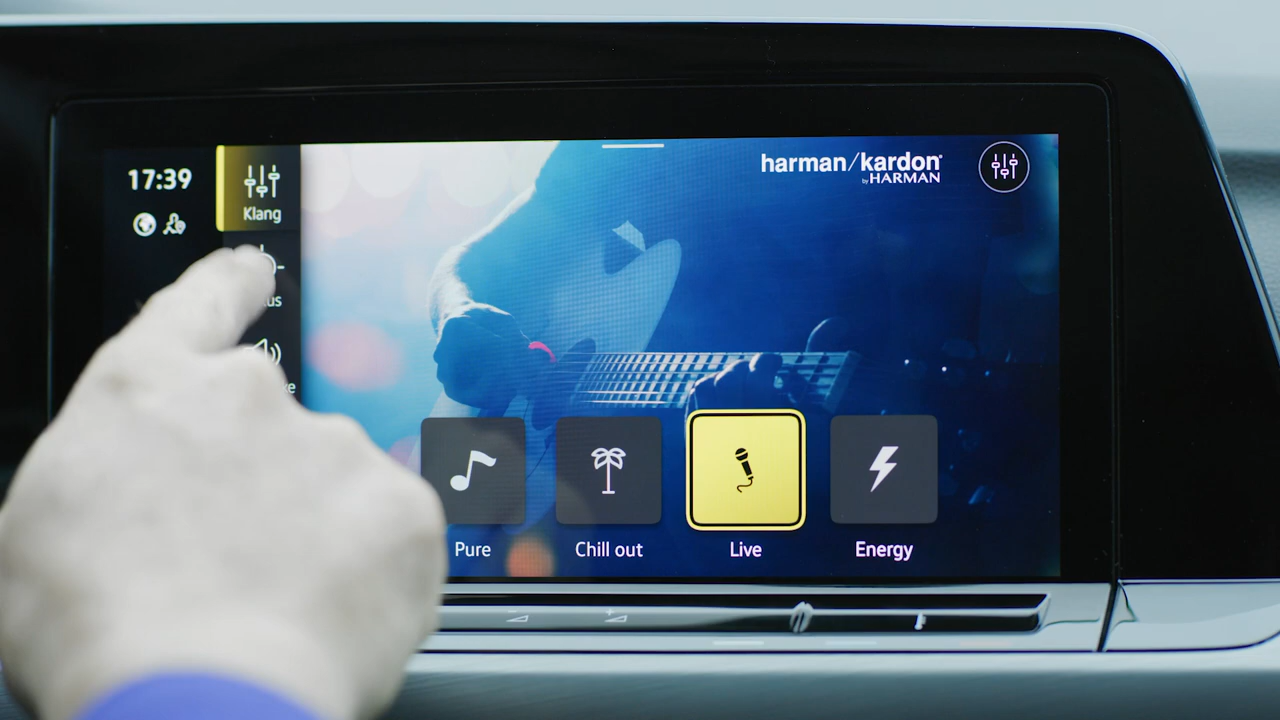 17:39
Klang
harman/kardon
by HARMAN
Pure
Chill out
Live
Energy